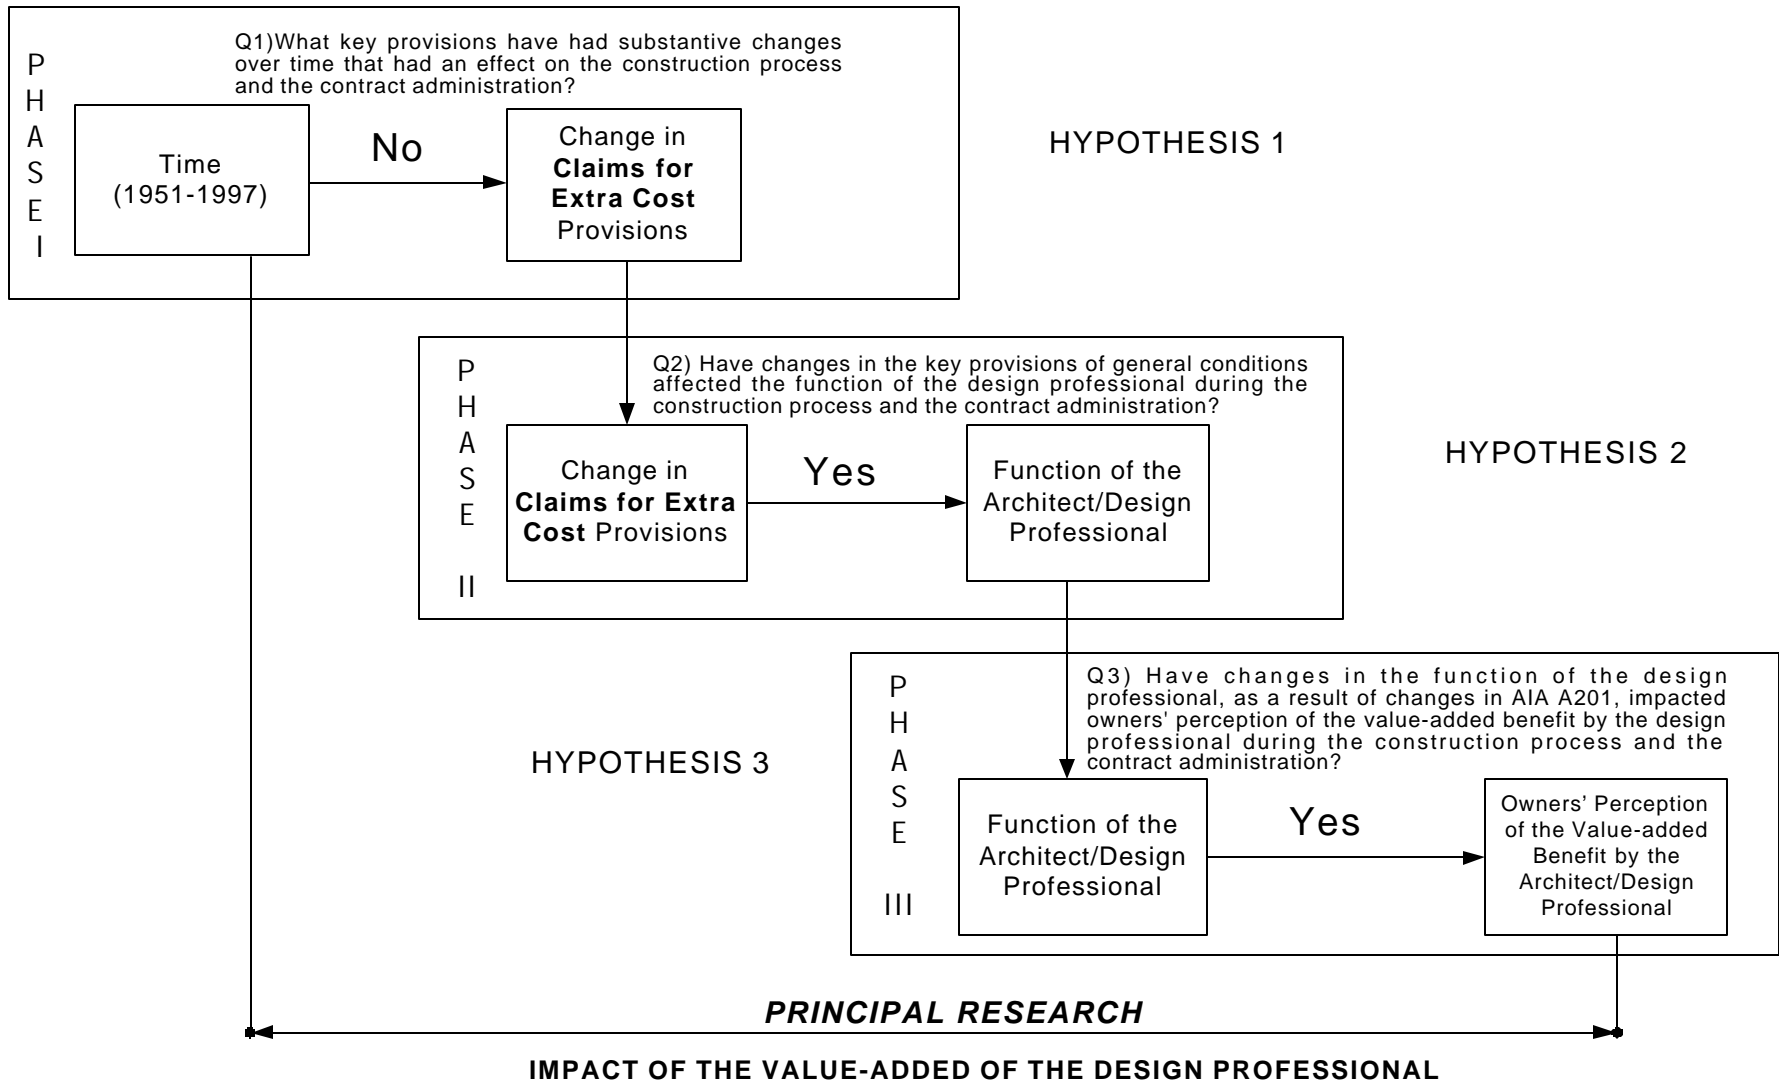 P
H
A
S
E
I
Q1)What key provisions have had substantive changes
over time that had an effect on the construction process
and the contract administration?
Time
(1951-1997)
No
Change in
Claims for
Extra Cost
Provisions
HYPOTHESIS 1
P
H
A
S
E
II
Q2) Have changes in the key provisions of general conditions
affected the function of the design professional during the
construction process and the contract administration?
Change in
Claims for Extra
Cost Provisions
Yes
Function of the
Architect/Design
Professional
HYPOTHESIS 2
HYPOTHESIS 3
P
H
A
S
E
III
Q3) Have changes in the function of the design
professional, as a result of changes in AIA A201, impacted
owners' perception of the value-added benefit by the design
professional during the construction process and the
contract administration?
Function of the
Architect/Design
Professional
Yes
Owners' Perception
of the Value-added
Benefit by the
Architect/Design
Professional
PRINCIPAL RESEARCH
IMPACT OF THE VALUE-ADDED OF THE DESIGN PROFESSIONAL